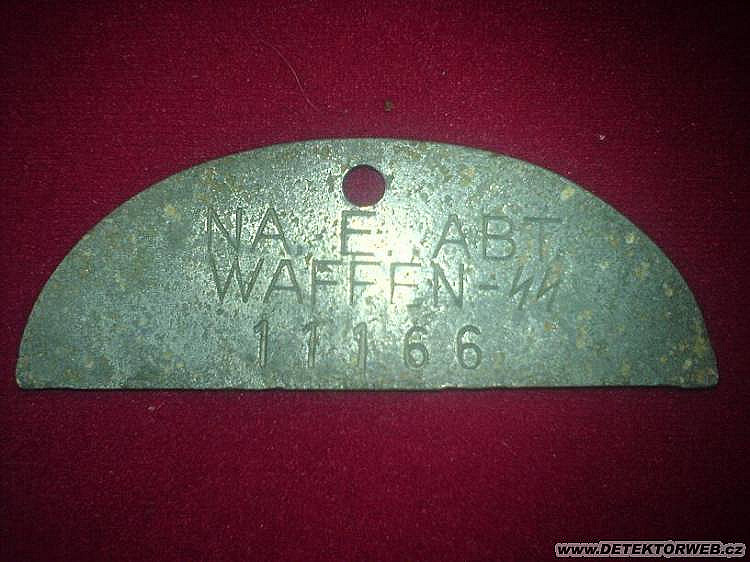 NA. E. ABT.
WAFFEN-ᛋᛋ
11166
www.DETEKTORWEB.cz